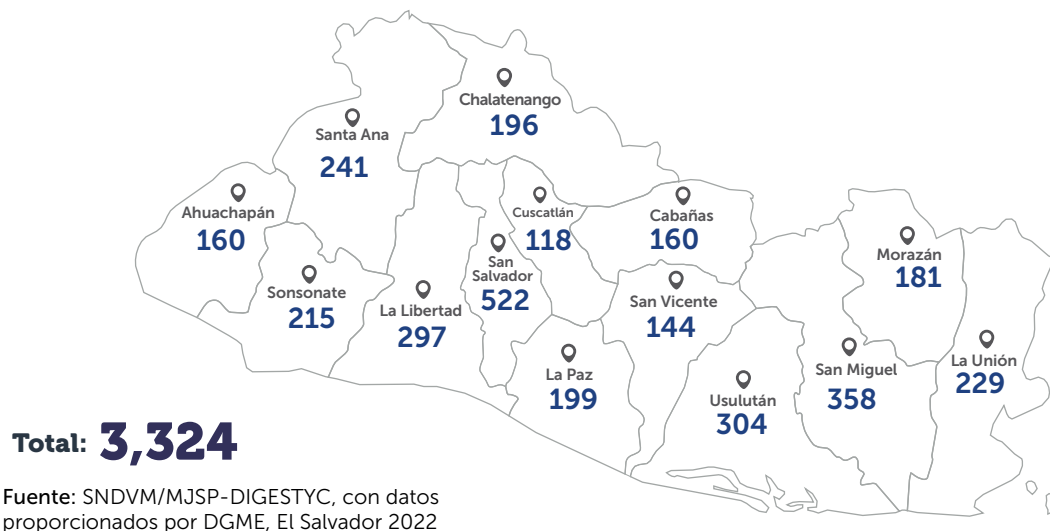 Chalatenango
196
Santa Ana
241
Ahuachapán
160
Cuscatlán
118
Cabañas
160
Morazán
181
San
Salvador
522
Sonsonate
215
La Libertad
297
San Vicente
144
La Paz
199
Usulután
304
San Miguel
358
La Unión
229
Total: 3,324
Fuente: SNDVM/MJSP-DIGESTYC, con datos
proporcionados por DGME, El Salvador 2022